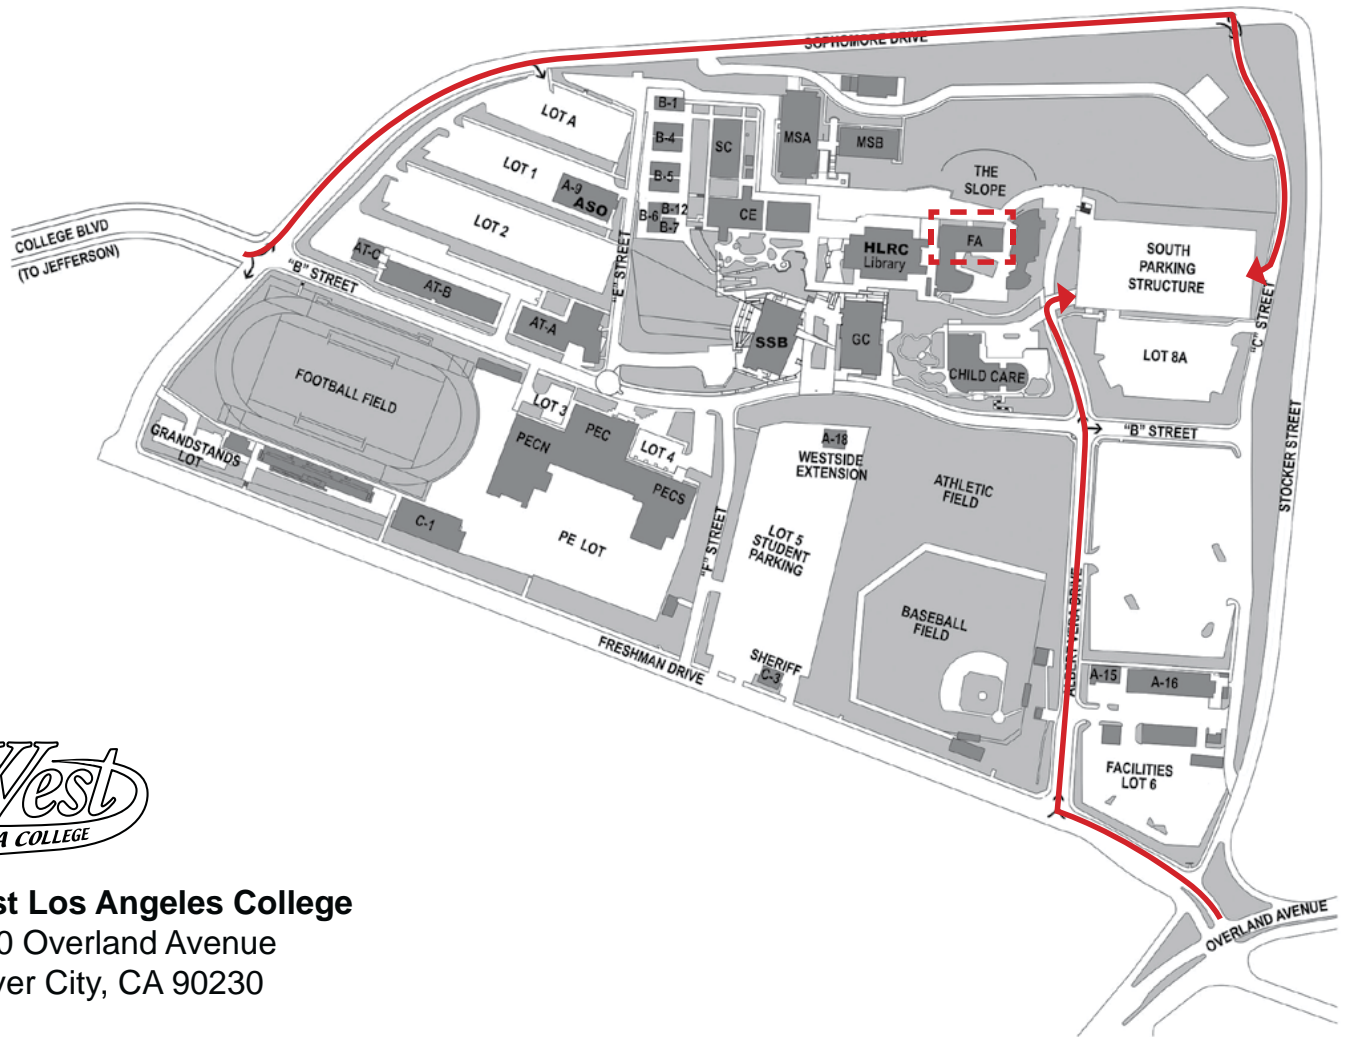 SOPHOMORE DRIVE
LOT A
B-1
B-4
B-5
SC
MSA
MSB
THE
SLOPE
LOT 1
A-9
ASO
B-12
B-6
B-7
CE
LOT 2
FA
HLRC
Library
SOUTH
PARKING
STRUCTURE
COLLEGE BLVD
(TO JEFFERSON)
"B" STREET
AT-C
AT-B
AT-A
"E" STREET
SSB
GC
CHILD CARE
LOT 8A
"C" STREET
FOOTBALL FIELD
LOT 3
PEC
PECN
LOT 4
PECS
GRANDSTANDS
LOT
C-1
PE LOT
"F" STREET
A-18
WESTSIDE
EXTENSION
ATHLETIC
FIELD
"B" STREET
STOCKER STREET
LOT 5
STUDENT
PARKING
BASEBALL
FIELD
ALBERT VERA DRIVE
FRESHMAN DRIVE
SHERIFF
C-3
A-15
A-16
FACILITIES
LOT 6
OVERLAND AVENUE
West
A COLLEGE
st Los Angeles College
0 Overland Avenue
ver City, CA 90230